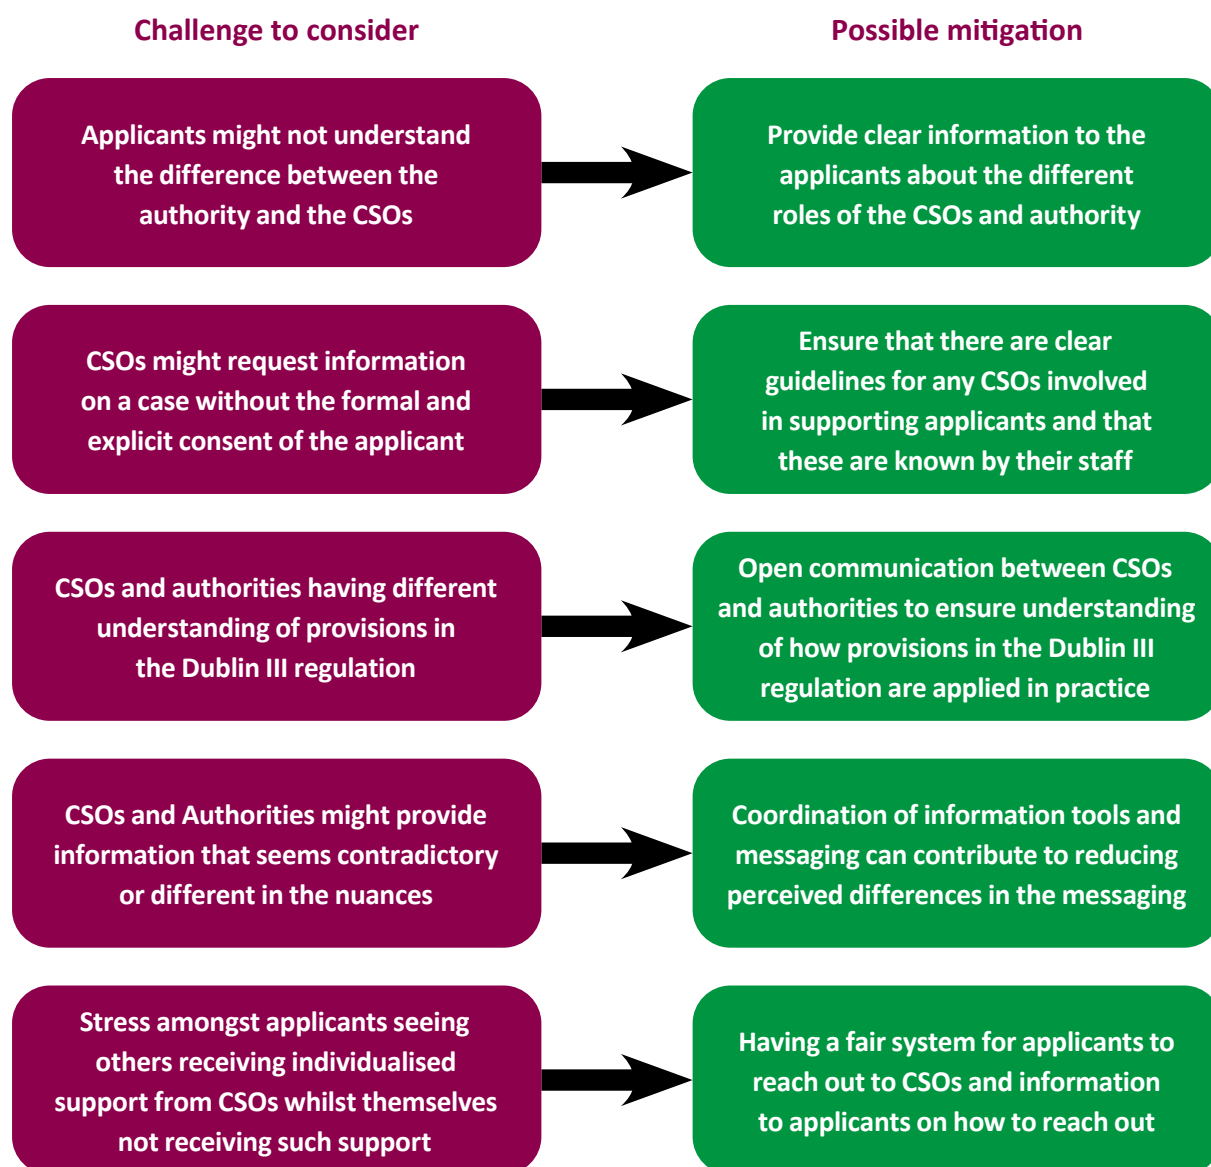 Challenge to consider
Possible mitigation
Applicants might not understand
the difference between the
authority and the CSOs
Provide clear information to the
applicants about the different
roles of the CSOs and authority
CSOs might request information
on a case without the formal and
explicit consent of the applicant
Ensure that there are clear
guidelines for any CSOs involved
in supporting applicants and that
these are known by their staff
CSOs and authorities having different
understanding of provisions in
the Dublin III regulation
Open communication between CSOs
and authorities to ensure understanding
of how provisions in the Dublin III
regulation are applied in practice
CSOs and Authorities might provide
information that seems contradictory
or different in the nuances
Coordination of information tools and
messaging can contribute to reducing
perceived differences in the messaging
Stress amongst applicants seeing
others receiving individualised
support from CSOs whilst themselves
not receiving such support
Having a fair system for applicants to
reach out to CSOs and information
to applicants on how to reach out